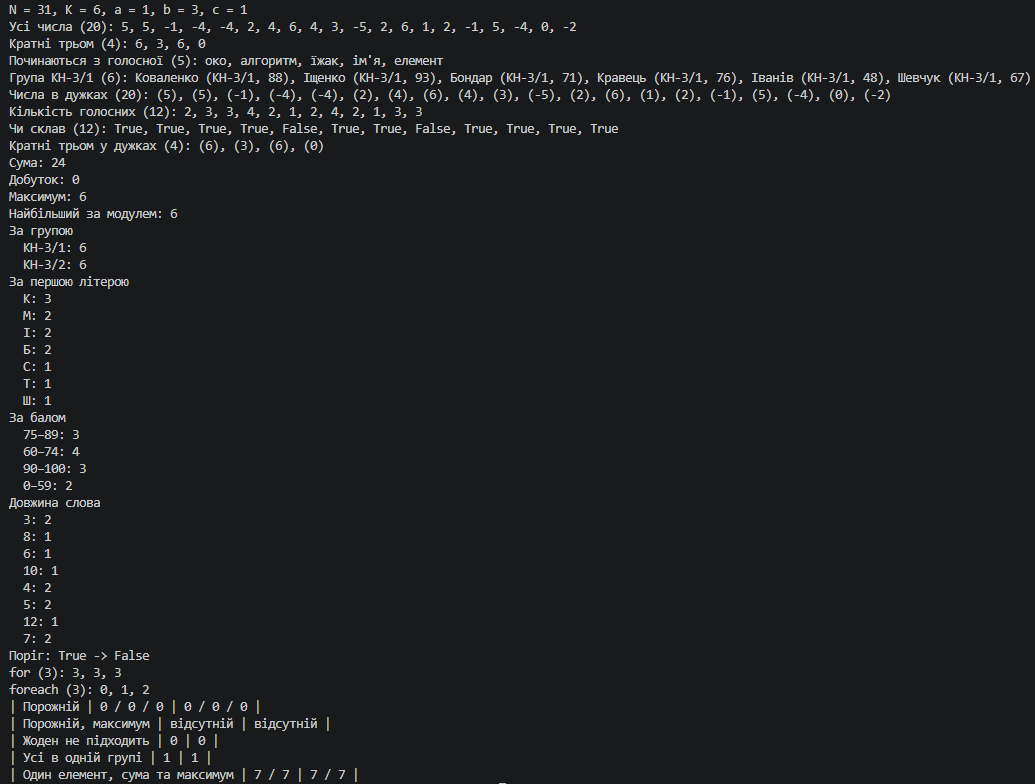 N = 31, K = 6, a = 1, b = 3, c = 1
Усі числа (20): 5, 5, -1, -4, -4, 2, 4, 6, 4, 3, -5, 2, 6, 1, 2, -1, 5, -4, 0, -2
Кратні трьом (4): 6, 3, 6, 0
Починаються з голосної (5): око, алгоритм, їжак, ім'я, елемент
Група КН-3/1 (6): Коваленко (КН-3/1, 88), Іщенко (КН-3/1, 93), Бондар (КН-3/1, 71), Кравець (КН-3/1, 76), Іванів (КН-3/1, 48), Шевчук (КН-3/1, 67)
Числа в дужках (20): (5), (5), (-1), (-4), (-4), (2), (4), (6), (4), (3), (-5), (2), (6), (1), (2), (-1), (5), (-4), (0), (-2)
Кількість голосних (12): 2, 3, 3, 4, 2, 1, 2, 4, 2, 1, 3, 3
Чи склав (12): True, True, True, True, False, True, True, False, True, True, True, True
Кратні трьом у дужках (4): (6), (3), (6), (0)
Сума: 24
Добуток: 0
Максимум: 6
Найбільший за модулем: 6
За групою
КН-3/1: 6
КН-3/2: 6
За першою літерою
К: 3
М: 2
І: 2
Б: 2
С: 1
Т: 1
Ш: 1
За балом
75–89: 3
60–74: 4
90–100: 3
0–59: 2
Довжина слова
3: 2
8: 1
6: 1
10: 1
4: 2
5: 2
12: 1
7: 2
Поріг: True -> False
for (3): 3, 3, 3
foreach (3): 0, 1, 2
| Порожній | 0 / 0 / 0 | 0 / 0 / 0 |
| Порожній, максимум | відсутній | відсутній |
| Жоден не підходить | 0 | 0 |
| Усі в одній групі | 1 | 1 |
| Один елемент, сума та максимум | 7 / 7 | 7 / 7 |